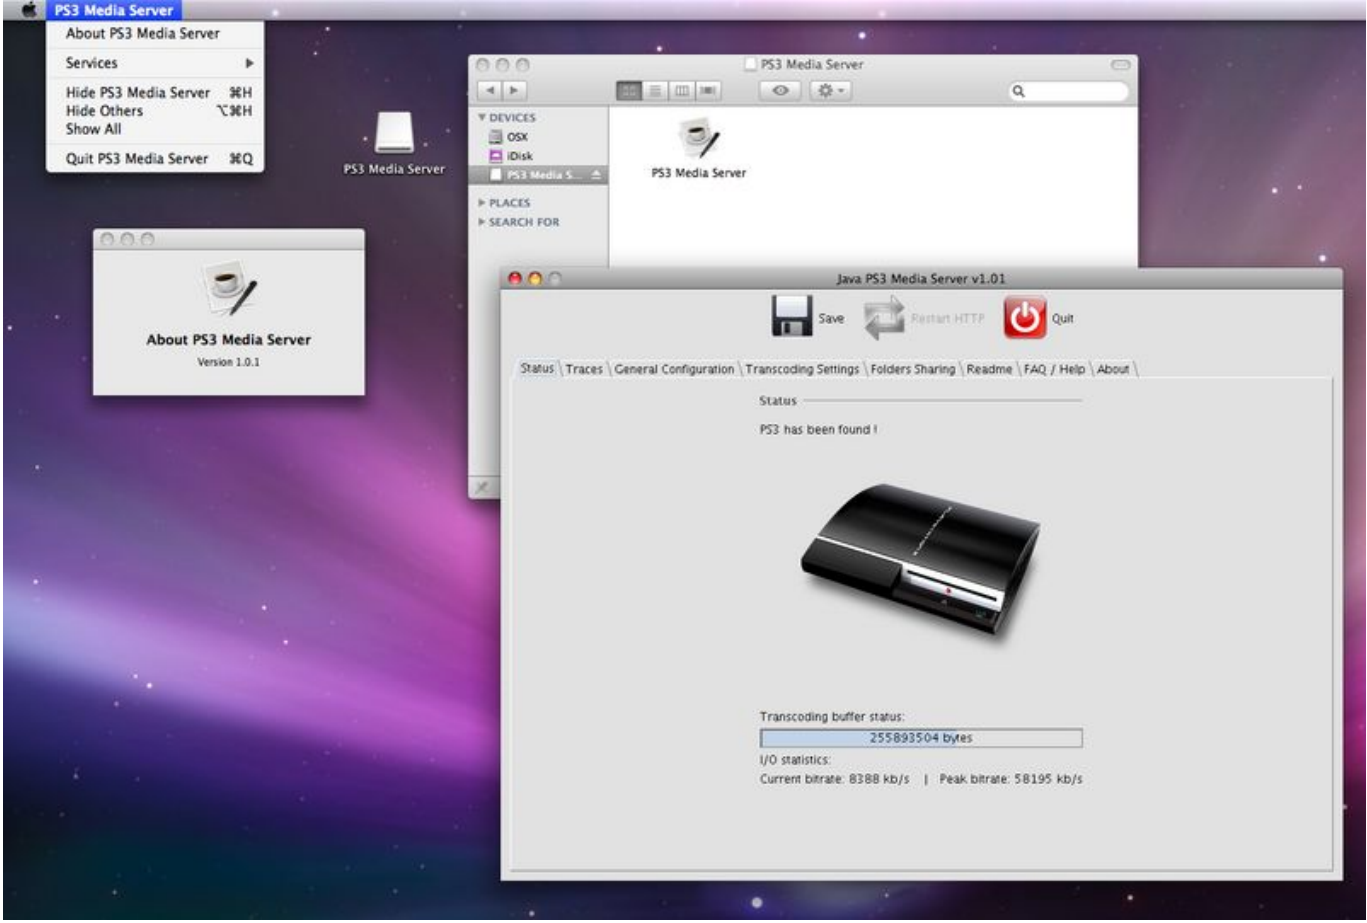 PS3 Media Server
About PS3 Media Server
Services
Hide PS3 Media Server ⌘H
Hide Others ⌥⌘H
Show All
Quit PS3 Media Server ⌘Q
PS3 Media Server
About PS3 Media Server
Version 1.0.1
PS3 Media Server
DEVICES
OSX
iDisk
PS3 Media S...
PLACES
SEARCH FOR
PS3 Media Server
Java PS3 Media Server v1.01
Save Restart HTTP Quit
Status Traces General Configuration Transcoding Settings Folders Sharing Readme FAQ / Help About
Status
PS3 has been found !
Transcoding buffer status:
255893504 bytes
I/O statistics:
Current bitrate: 8388 kb/s | Peak bitrate: 58195 kb/s